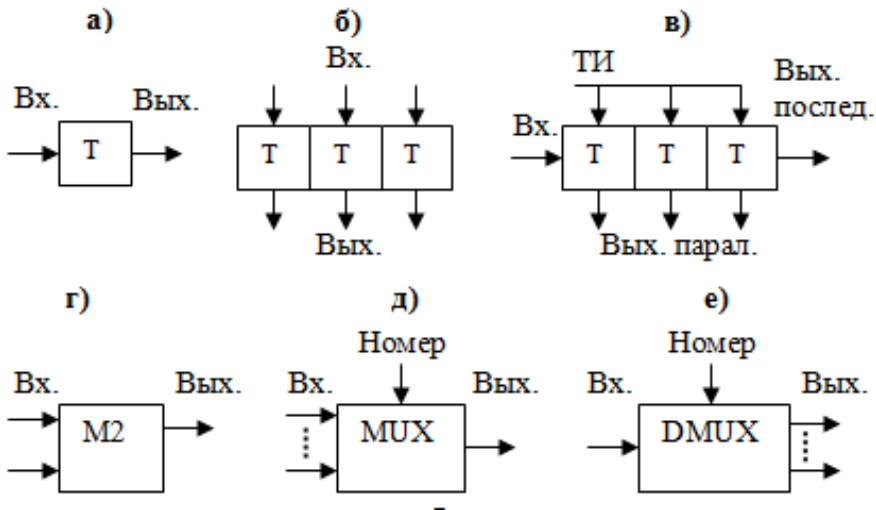 а)
Вх.
Вых.
Т
б)
Вх.
Т Т Т
Вых.
в)
ТИ
Вых.
послед.
Вх.
Т Т Т
Вых. парал.
г)
Вх.
Вых.
М2
д)
Номер
Вх.
Вых.
MUX
е)
Номер
Вх.
Вых.
DMUX